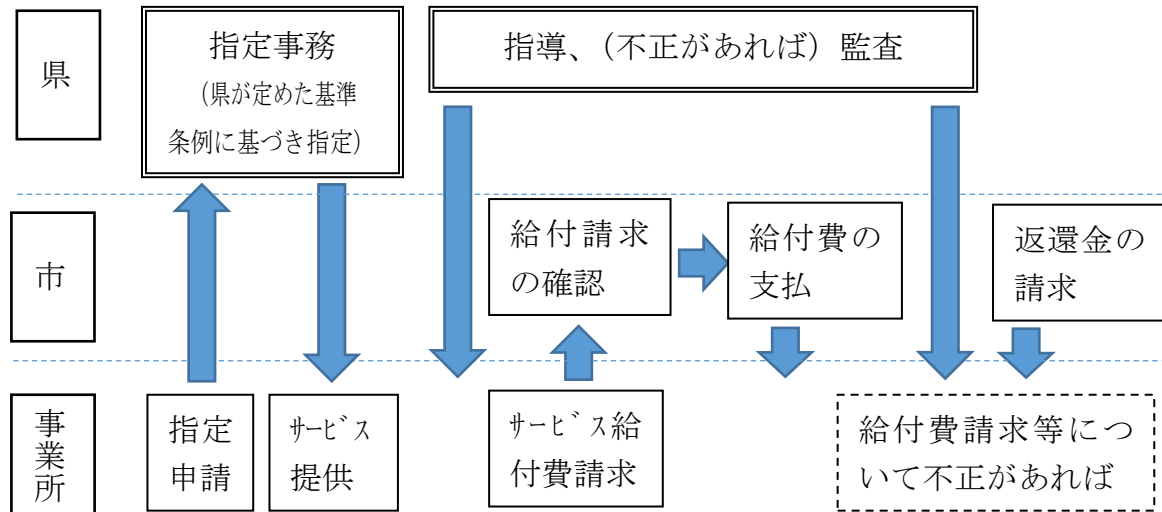 県
指定事務
（県が定めた基準
条例に基づき指定）
指導、（不正があれば）監査
市
給付請求
の確認
給付費の
支払
返還金の
請求
事業所
指定
申請
ｻｰﾋﾞｽ
提供
ｻｰﾋﾞｽ給
付費請求
給付費請求等につ
いて不正があれば